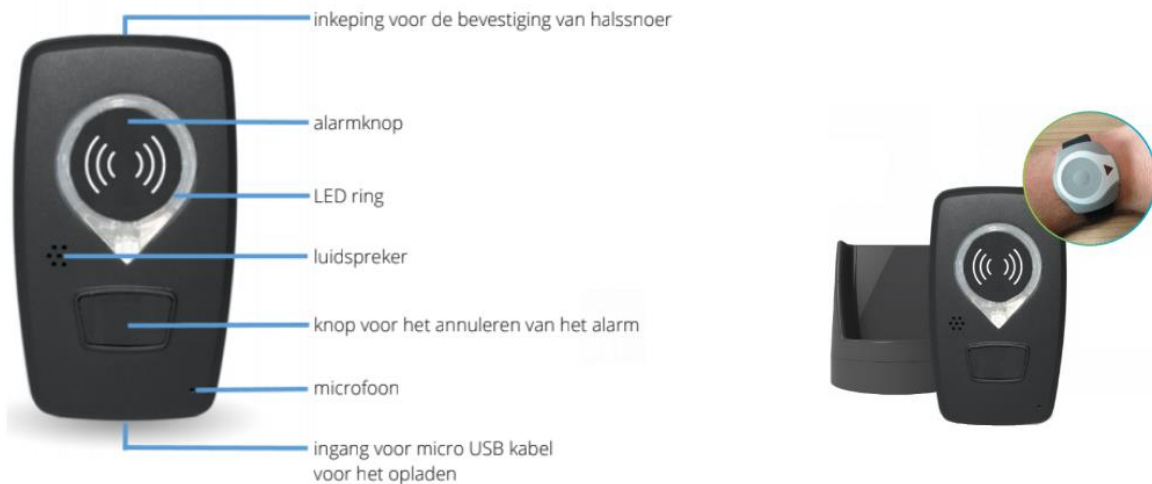 inkeping voor de bevestiging van halssnoer
alarmknop
LED ring
luidspreker
knop voor het annuleren van het alarm
microfoon
ingang voor micro USB kabel
voor het opladen